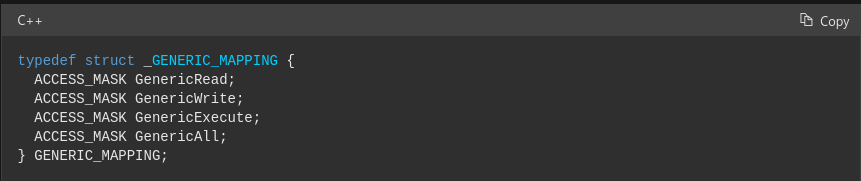 C++
Copy
typedef struct _GENERIC_MAPPING {
  ACCESS_MASK GenericRead;
  ACCESS_MASK GenericWrite;
  ACCESS_MASK GenericExecute;
  ACCESS_MASK GenericAll;
} GENERIC_MAPPING;